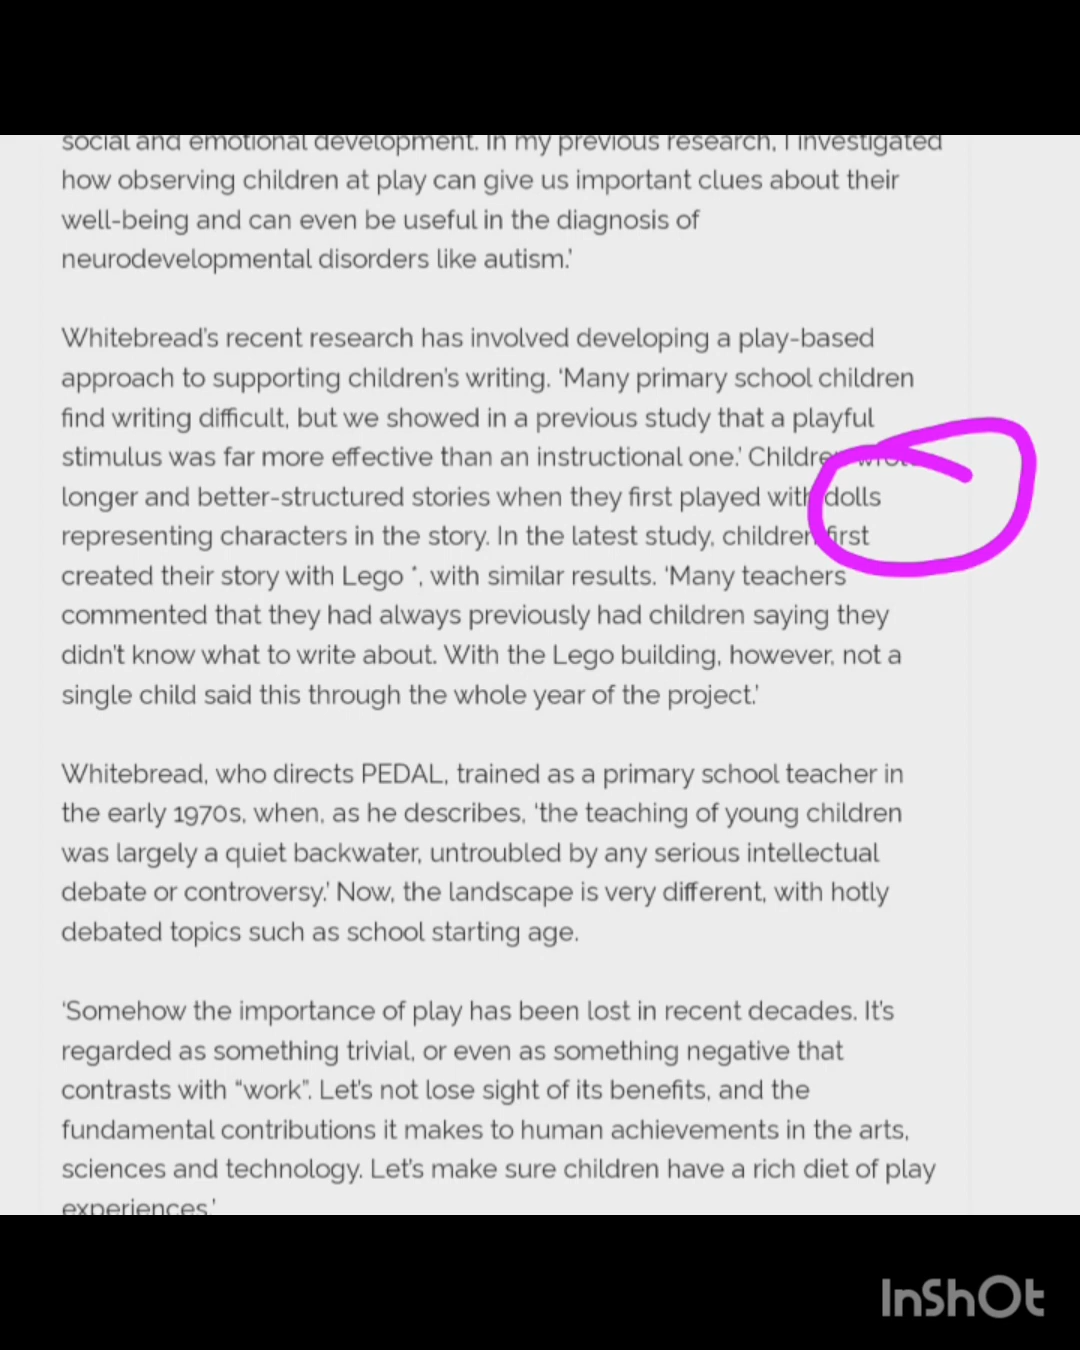 social and emotional development. In my previous research, I investigated
how observing children at play can give us important clues about their
well-being and can even be useful in the diagnosis of
neurodevelopmental disorders like autism.’
Whitebread’s recent research has involved developing a play-based
approach to supporting children’s writing. ‘Many primary school children
find writing difficult, but we showed in a previous study that a playful
stimulus was far more effective than an instructional one.’ Children wrote
longer and better-structured stories when they first played with dolls
representing characters in the story. In the latest study, children first
created their story with Lego *, with similar results. ‘Many teachers
commented that they had always previously had children saying they
didn’t know what to write about. With the Lego building, however, not a
single child said this through the whole year of the project.’
Whitebread, who directs PEDAL, trained as a primary school teacher in
the early 1970s, when, as he describes, ‘the teaching of young children
was largely a quiet backwater, untroubled by any serious intellectual
debate or controversy.’ Now, the landscape is very different, with hotly
debated topics such as school starting age.
‘Somehow the importance of play has been lost in recent decades. It’s
regarded as something trivial, or even as something negative that
contrasts with “work”. Let’s not lose sight of its benefits, and the
fundamental contributions it makes to human achievements in the arts,
sciences and technology. Let’s make sure children have a rich diet of play
experiences.’
InShOt